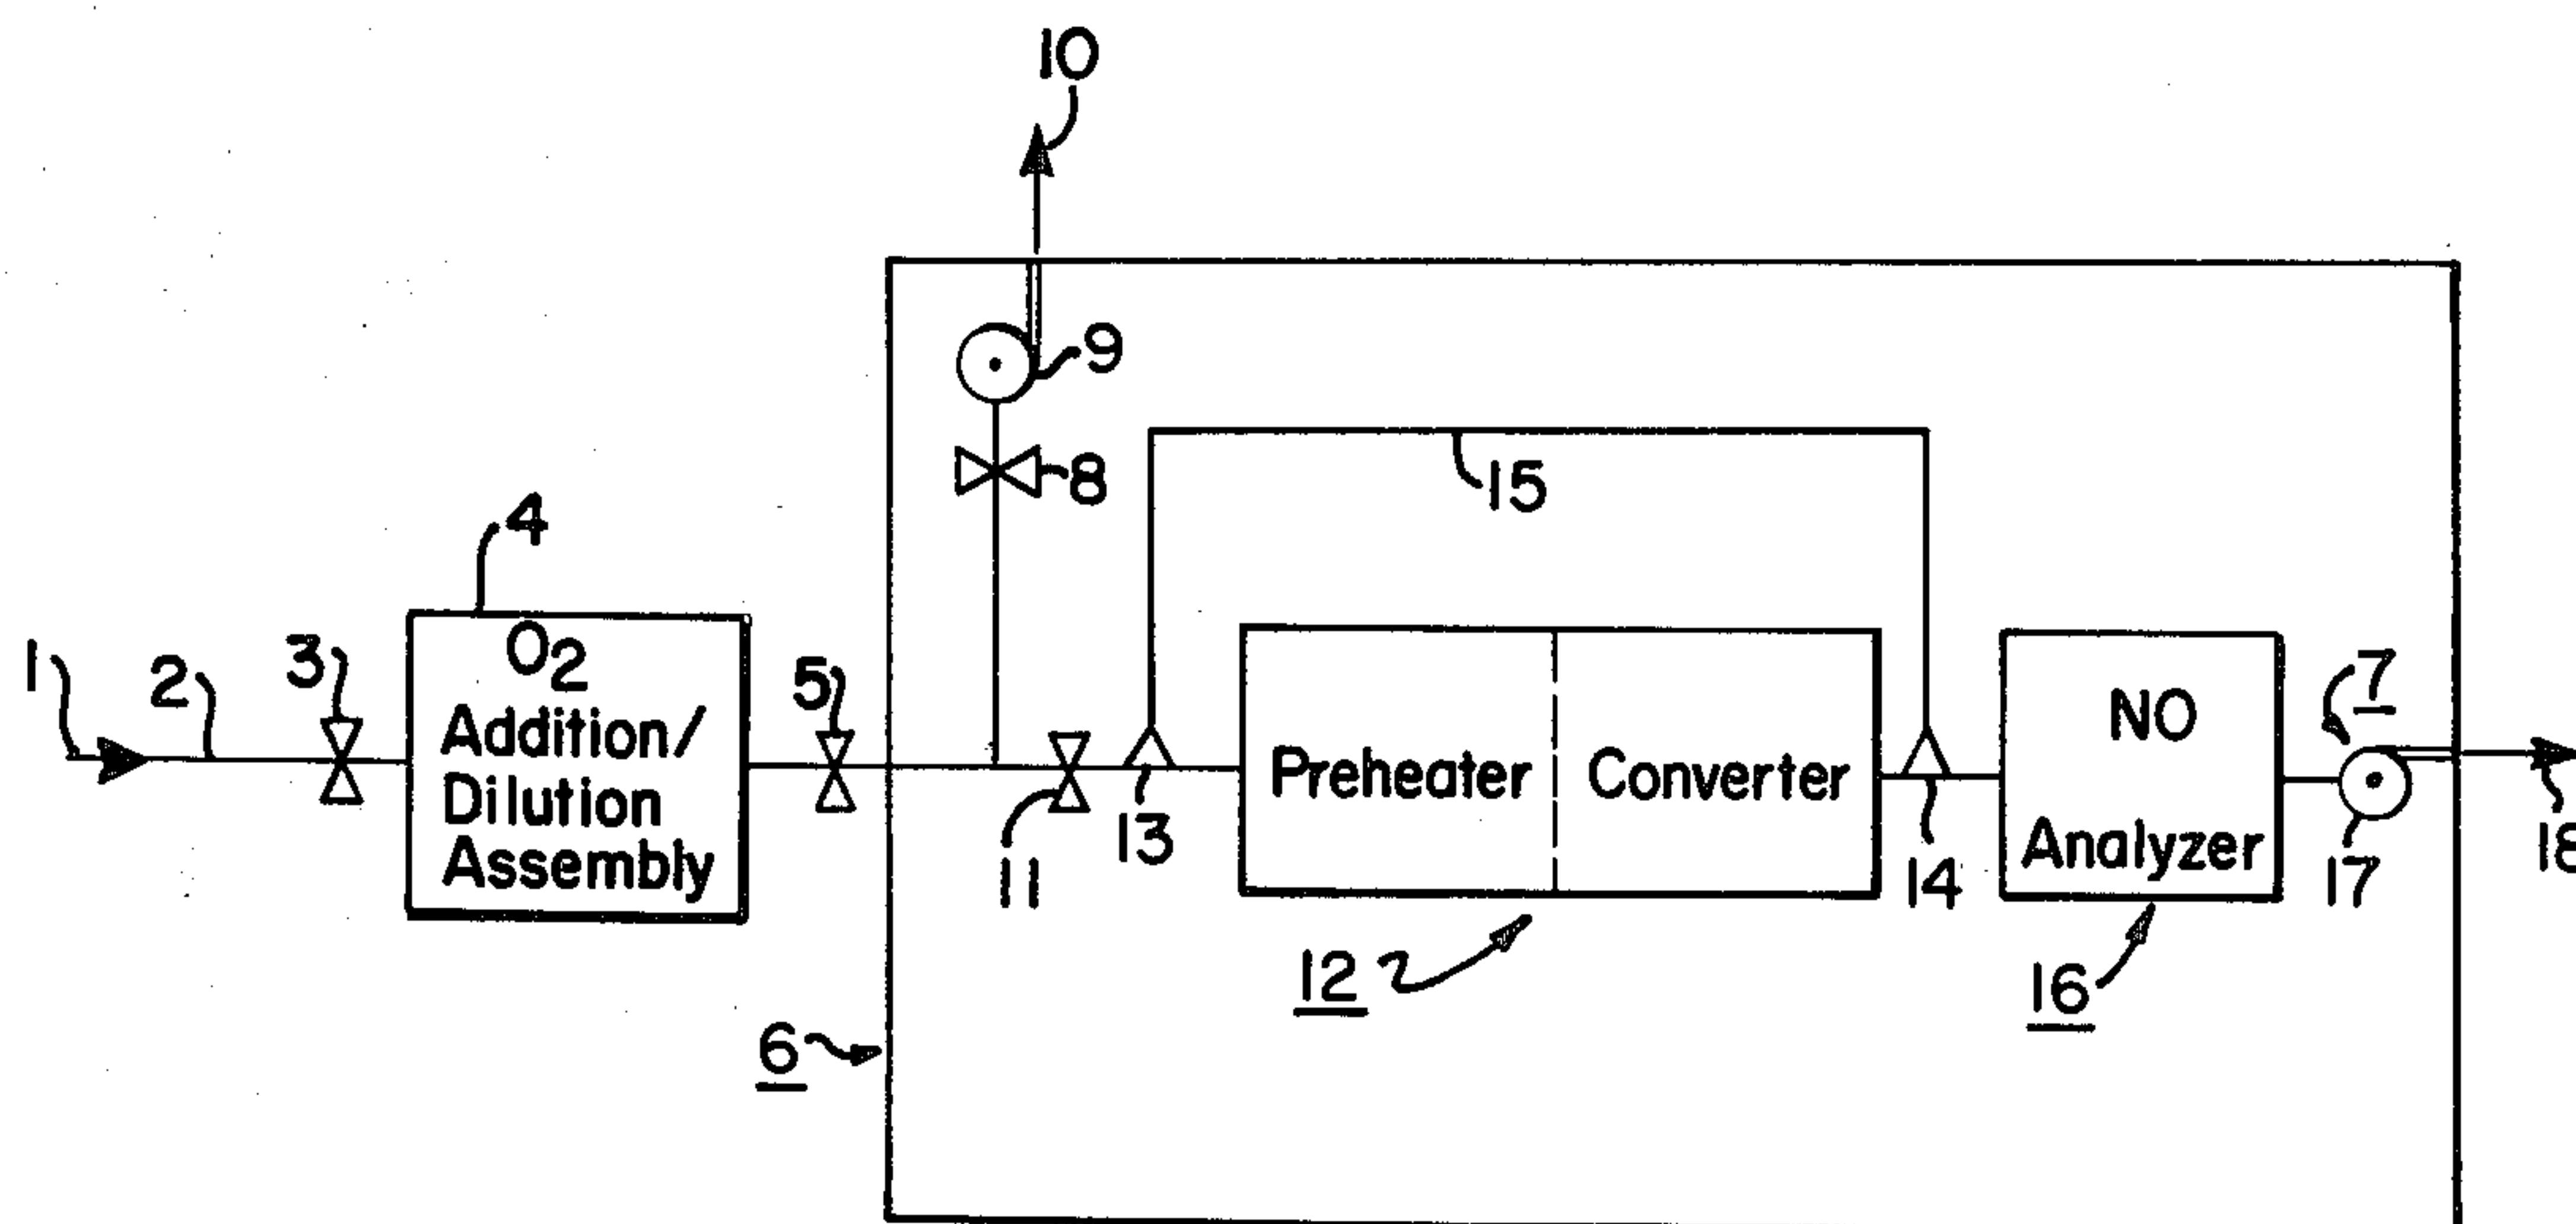 10
9
8
15
4
1
2
3
O2
Addition/
Dilution
Assembly
5
11
13
Preheater
Converter
14
NO
Analyzer
7
17
18
12
16
6